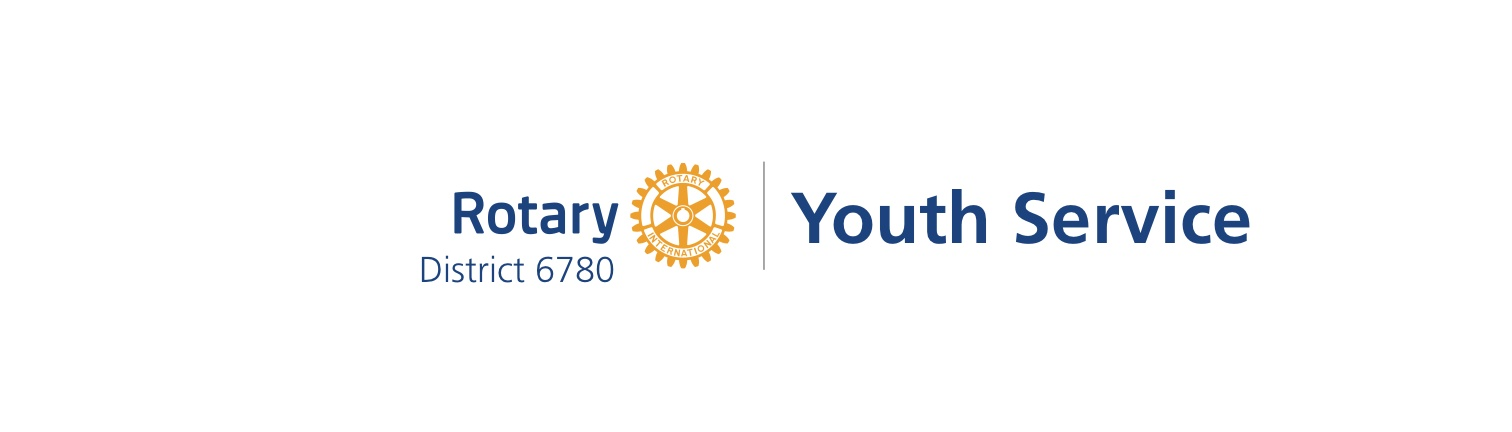 Rotary
District 6780
ROTARY
INTERNATIONAL
Youth Service